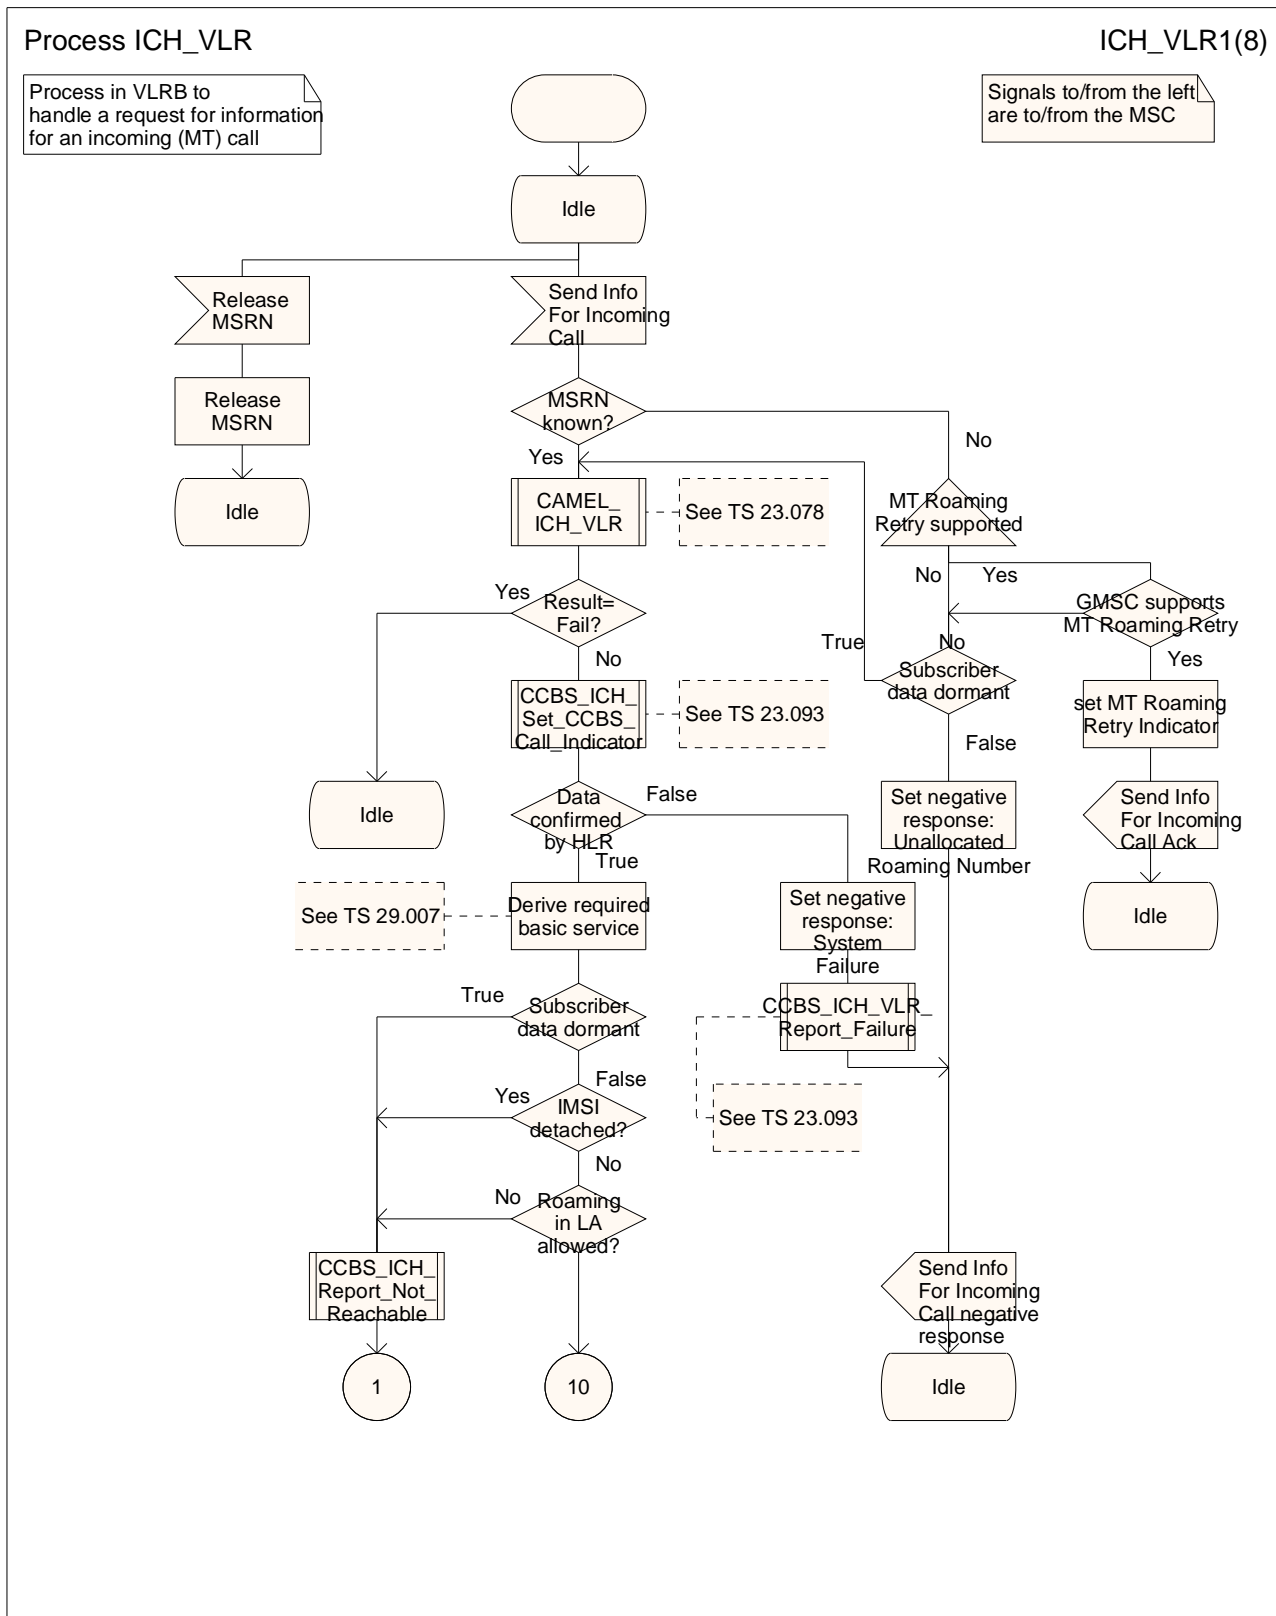 Process ICH_VLR
ICH_VLR1(8)
Process in VLRB to
handle a request for information
for an incoming (MT) call
Signals to/from the left
are to/from the MSC
Idle
Release
MSRN
Send Info
For Incoming
Call
Release
MSRN
MSRN
known?
No
Yes
Idle
CAMEL_
ICH_VLR
See TS 23.078
MT Roaming
Retry supported
No
Yes
Yes
Result=
Fail?
GMSC supports
MT Roaming Retry
True
No
No
Yes
CCBS_ICH_
Set_CCBS_
Call_Indicator
See TS 23.093
Subscriber
data dormant
set MT Roaming
Retry Indicator
False
Idle
Data
confirmed
by HLR
False
True
Set negative
response:
Unallocated
Roaming Number
Send Info
For Incoming
Call Ack
See TS 29.007
Derive required
basic service
Set negative
response:
System
Failure
Idle
True
Subscriber
data dormant
CCBS_ICH_VLR_
Report_Failure
False
Yes
IMSI
detached?
See TS 23.093
No
No
Roaming
in LA
allowed?
CCBS_ICH_
Report_Not_
Reachable
Send Info
For Incoming
Call negative
response
1
10
Idle